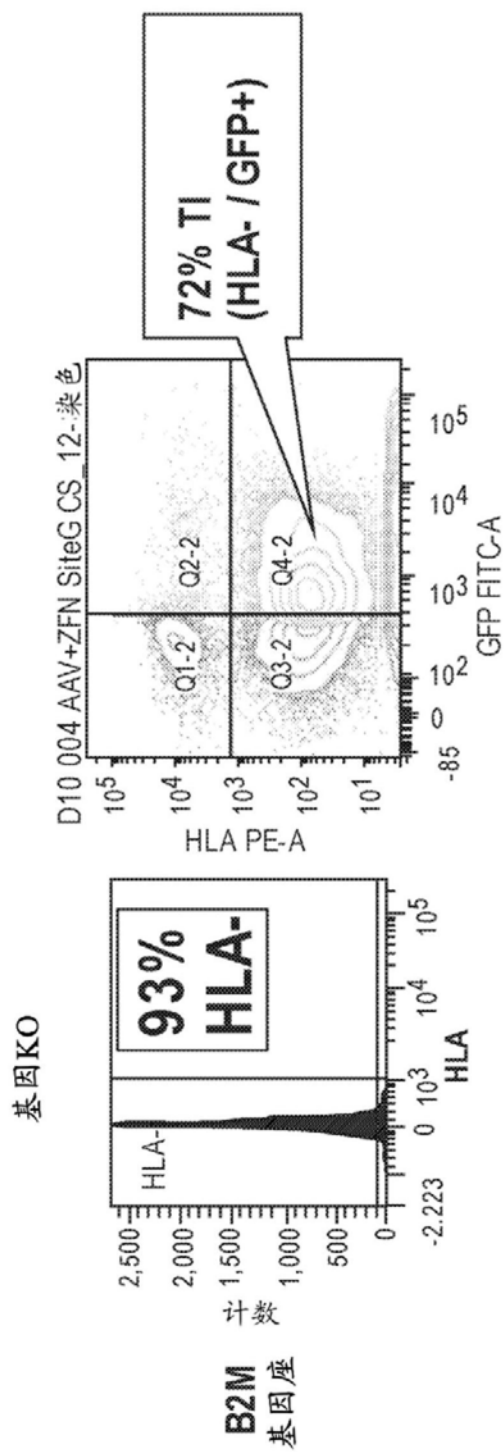 基因KO
B2M
基因座
计数
2,500
2,000
1,500
1,000
500
0
HLA-
93%
HLA-
-2.223
0
10³
10⁴
10⁵
HLA
D10 004 AAV+ZFN SiteG CS_12-染色
HLA PE-A
10⁵
10⁴
10³
10²
10¹
Q1-2
Q2-2
Q3-2
Q4-2
-85
0
10²
10³
10⁴
10⁵
GFP FITC-A
72% TI
(HLA- / GFP+)